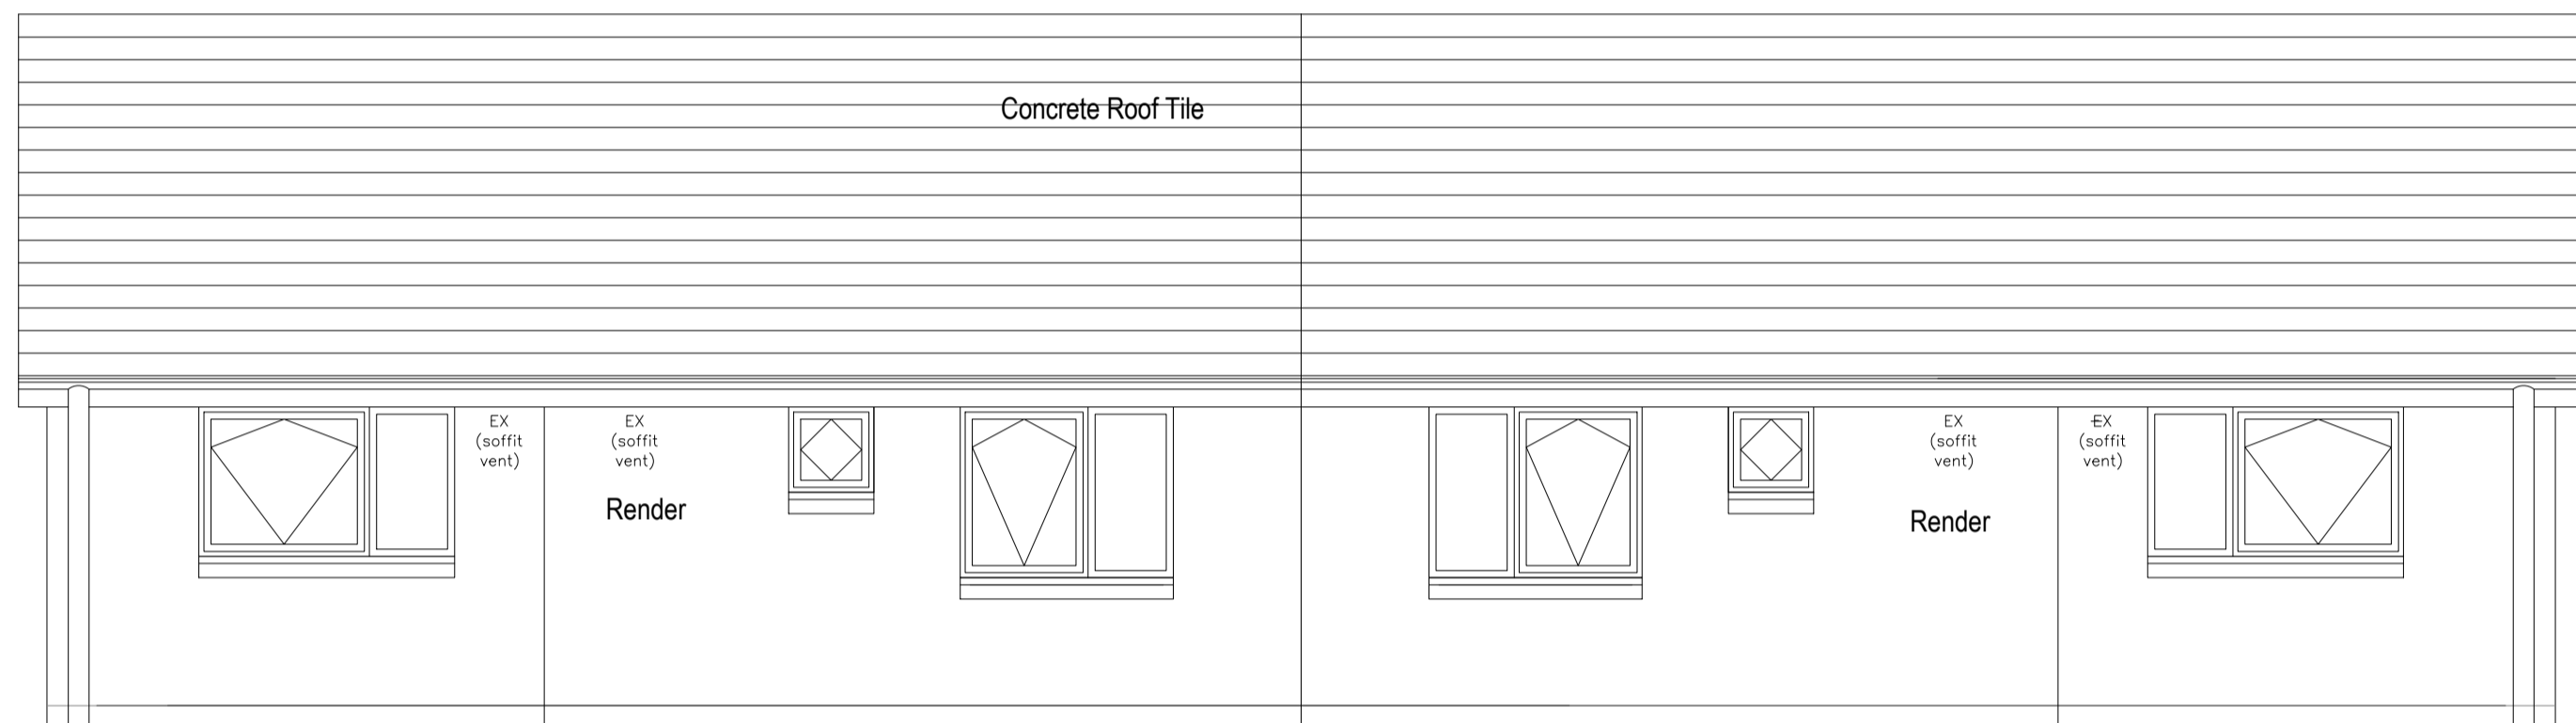 Concrete Roof Tile
EX
(soffit
vent)
EX
(soffit
vent)
EX
(soffit
vent)
EX
(soffit
vent)
Render
Render